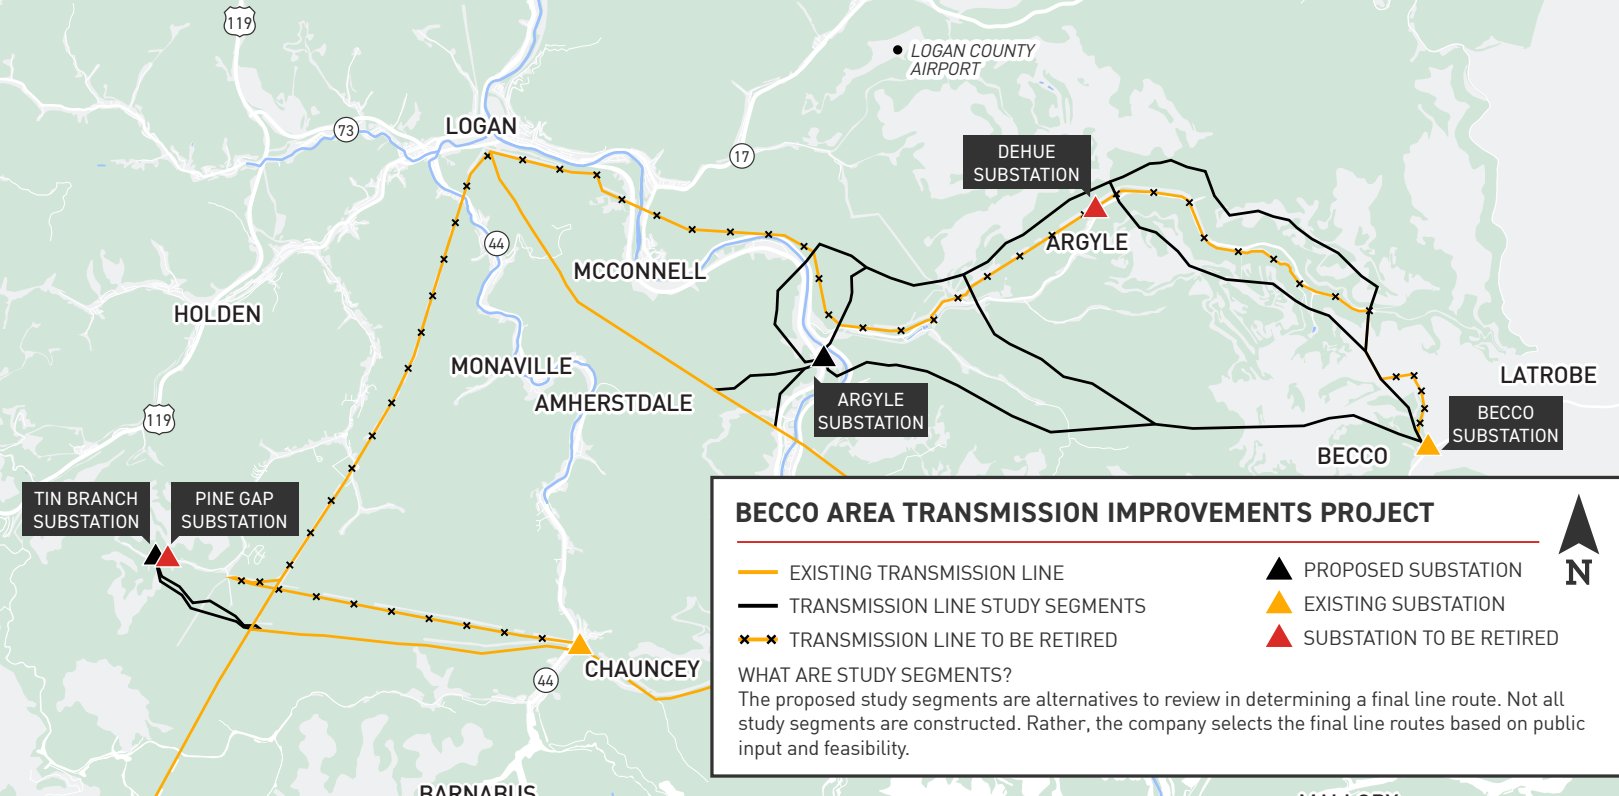 119
LOGAN COUNTY
AIRPORT
LOGAN
73
17
DEHUE
SUBSTATION
44
ARGYLE
MCCONNELL
HOLDEN
MONAVILLE
LATROBE
AMHERSTDALE
ARGYLE
SUBSTATION
119
BECCO
SUBSTATION
BECCO
TIN BRANCH
SUBSTATION
PINE GAP
SUBSTATION
CHAUNCEY
44
BARNABUS
BECCO AREA TRANSMISSION IMPROVEMENTS PROJECT
N
EXISTING TRANSMISSION LINE
TRANSMISSION LINE STUDY SEGMENTS
TRANSMISSION LINE TO BE RETIRED
PROPOSED SUBSTATION
EXISTING SUBSTATION
SUBSTATION TO BE RETIRED
WHAT ARE STUDY SEGMENTS?
The proposed study segments are alternatives to review in determining a final line route. Not all
study segments are constructed. Rather, the company selects the final line routes based on public
input and feasibility.